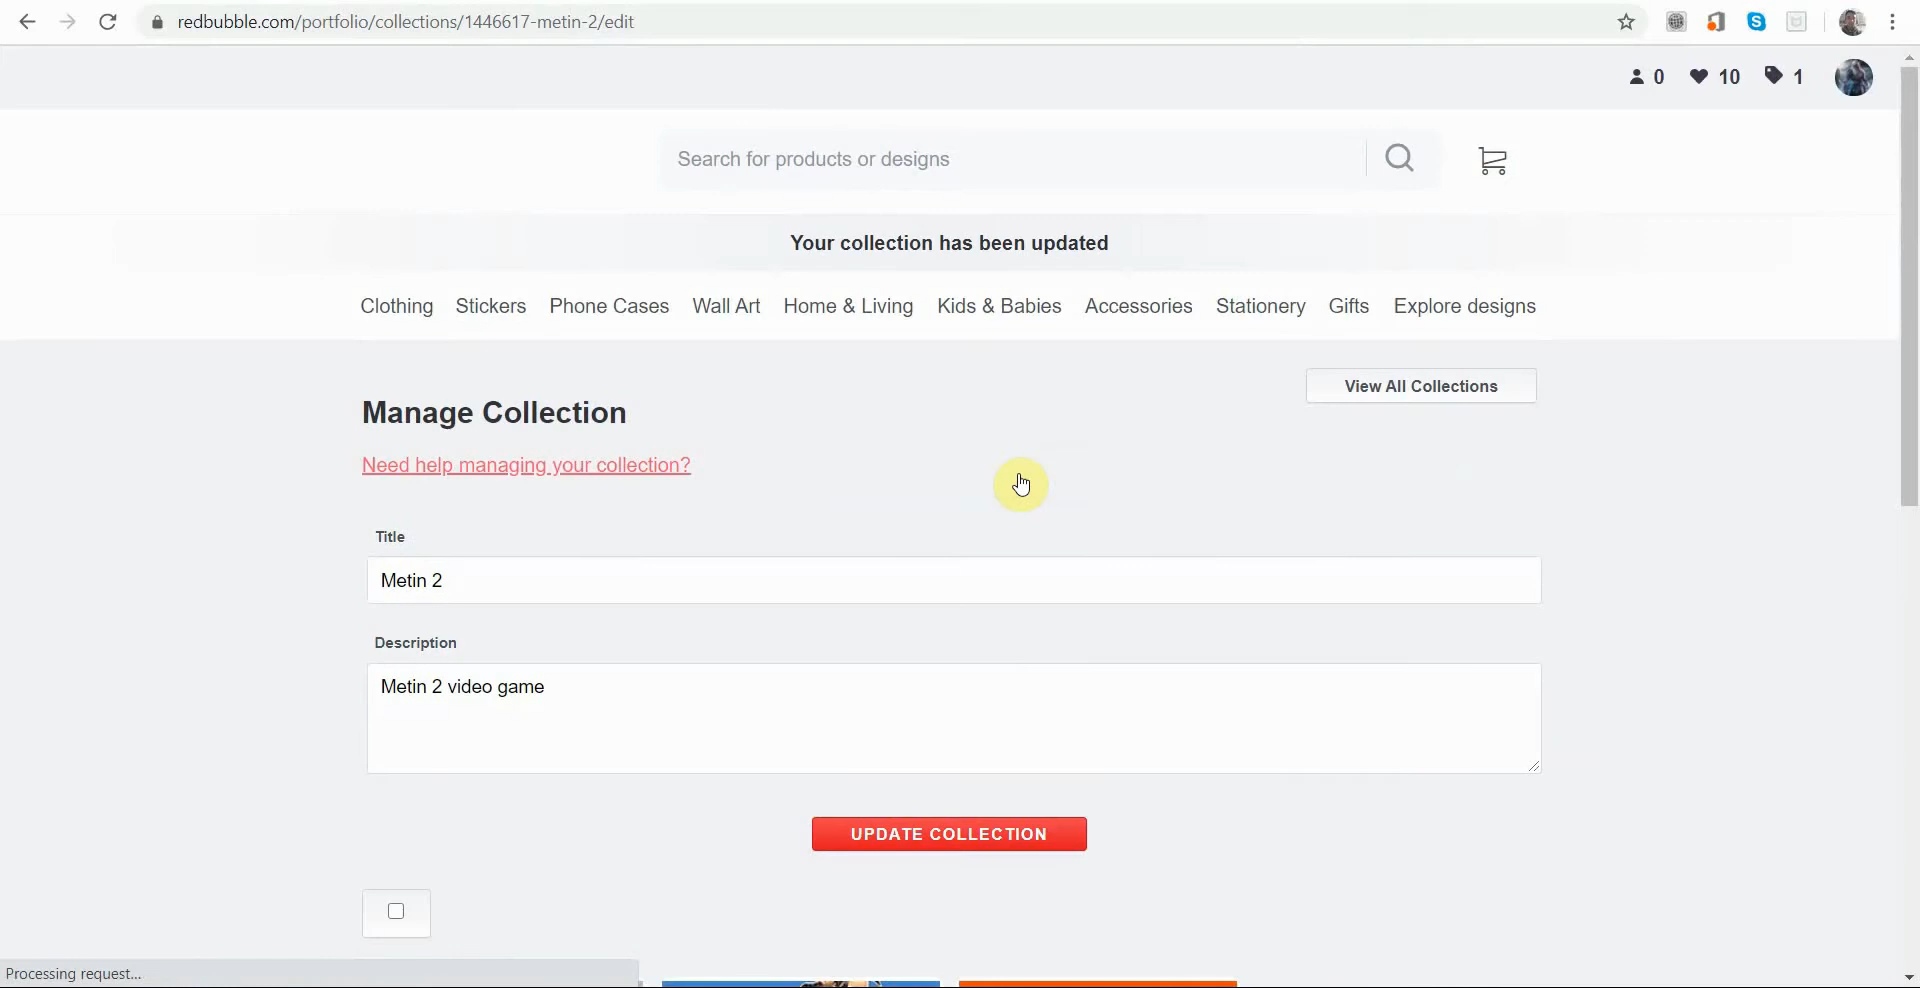 redbubble.com/portfolio/collections/1446617-metin-2/edit
0 10 1
Search for products or designs
Your collection has been updated
Clothing Stickers Phone Cases Wall Art Home & Living Kids & Babies Accessories Stationery Gifts Explore designs
View All Collections
Manage Collection
Need help managing your collection?
Title
Metin 2
Description
Metin 2 video game
UPDATE COLLECTION
Processing request...